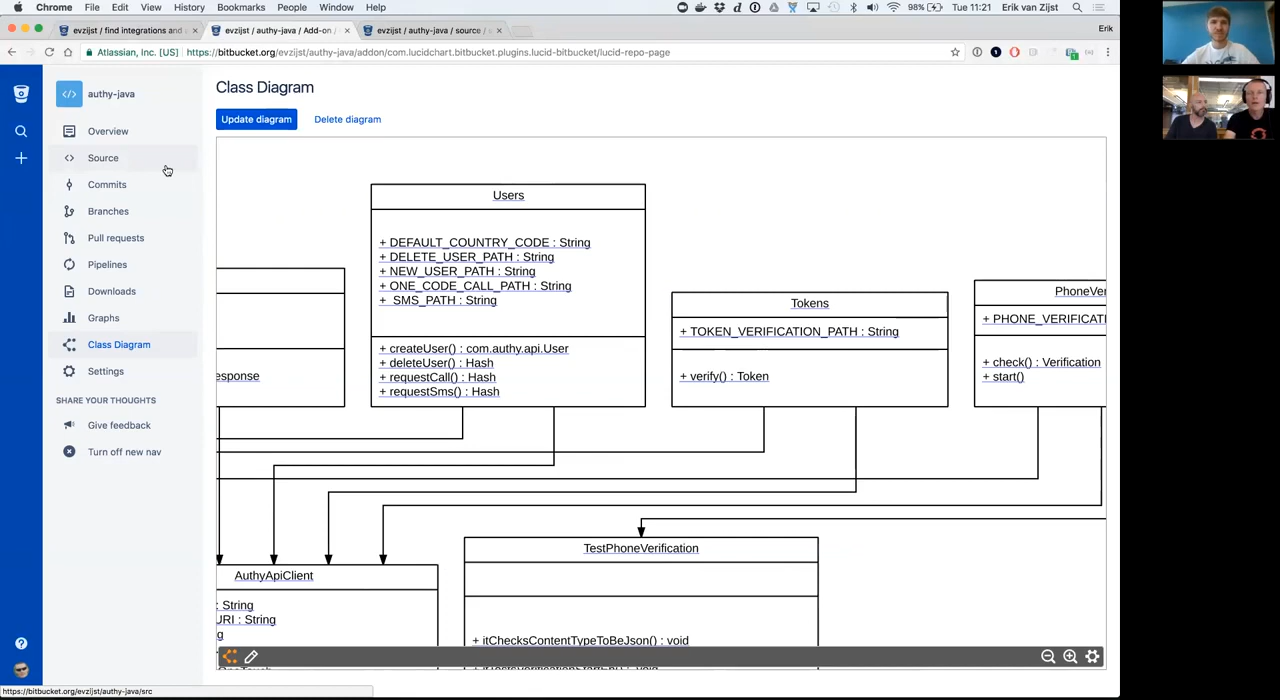 Chrome File Edit View History Bookmarks People Window Help 98% Tue 11:21 Erik van Zijst
evzijst / find integrations and evzijst / authy-java / Add-on evzijst / authy-java / source / s Erik
Atlassian, Inc. [US] https://bitbucket.org/evzijst/authy-java/addon/com.lucidchart.bitbucket.plugins.lucid-bitbucket/lucid-repo-page
authy-java
Overview
Source
Commits
Branches
Pull requests
Pipelines
Downloads
Graphs
Class Diagram
Settings
SHARE YOUR THOUGHTS
Give feedback
Turn off new nav
Class Diagram
Update diagram Delete diagram
Users
+ DEFAULT_COUNTRY_CODE : String
+ DELETE_USER_PATH : String
+ NEW_USER_PATH : String
+ ONE_CODE_CALL_PATH : String
+ SMS_PATH : String
+ createUser() : com.authy.api.User
+ deleteUser() : Hash
+ requestCall() : Hash
+ requestSms() : Hash
esponse
Tokens
+ TOKEN_VERIFICATION_PATH : String
+ verify() : Token
PhoneVer
+ PHONE_VERIFICATI
+ check() : Verification
+ start()
AuthyApiClient
: String
URI : String
g
TestPhoneVerification
+ itChecksContentTypeToBeJson() : void
https://bitbucket.org/evzijst/authy-java/src